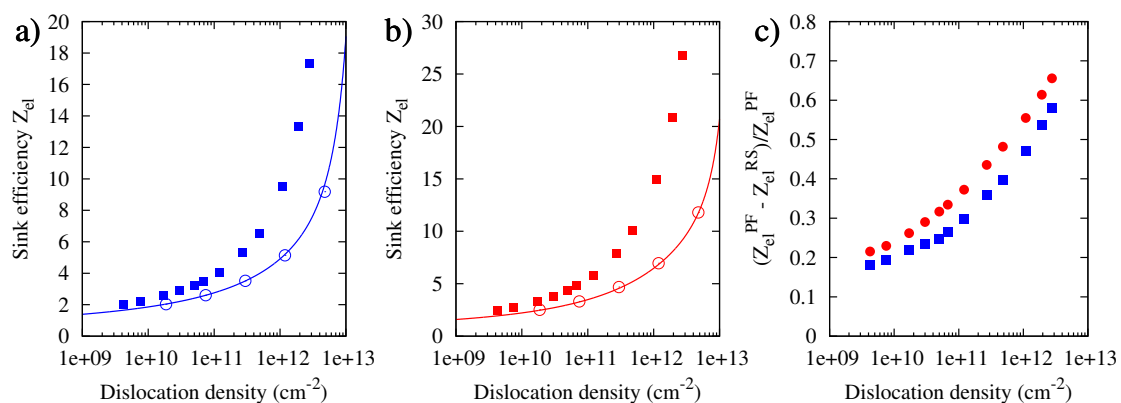 a)
Sink efficiency Z_el
20
18
16
14
12
10
8
6
4
2
0
1e+09 1e+10 1e+11 1e+12 1e+13
Dislocation density (cm^-2)
b)
Sink efficiency Z_el
30
25
20
15
10
5
0
1e+09 1e+10 1e+11 1e+12 1e+13
Dislocation density (cm^-2)
c)
(Z_el^PF - Z_el^RS)/Z_el^PF
0.8
0.7
0.6
0.5
0.4
0.3
0.2
0.1
0
1e+09 1e+10 1e+11 1e+12 1e+13
Dislocation density (cm^-2)